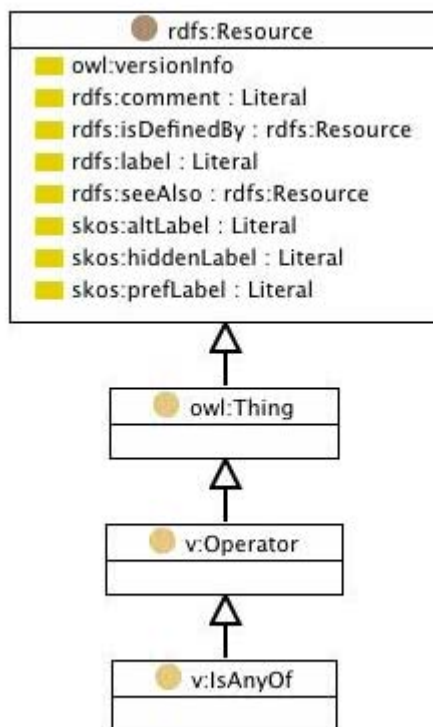 rdfs:Resource
owl:versionInfo
rdfs:comment : Literal
rdfs:isDefinedBy : rdfs:Resource
rdfs:label : Literal
rdfs:seeAlso : rdfs:Resource
skos:altLabel : Literal
skos:hiddenLabel : Literal
skos:prefLabel : Literal
owl:Thing
v:Operator
v:IsAnyOf